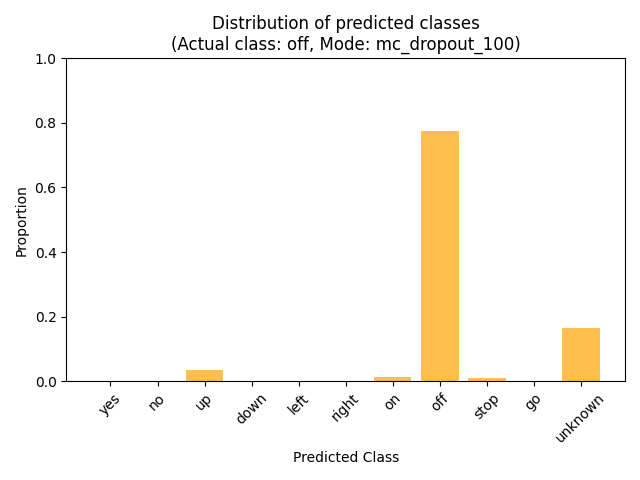 Distribution of predicted classes
(Actual class: off, Mode: mc_dropout_100)
1.0
0.8
0.6
0.4
0.2
0.0
Proportion
yes
no
up
down
left
right
on
off
stop
go
unknown
Predicted Class